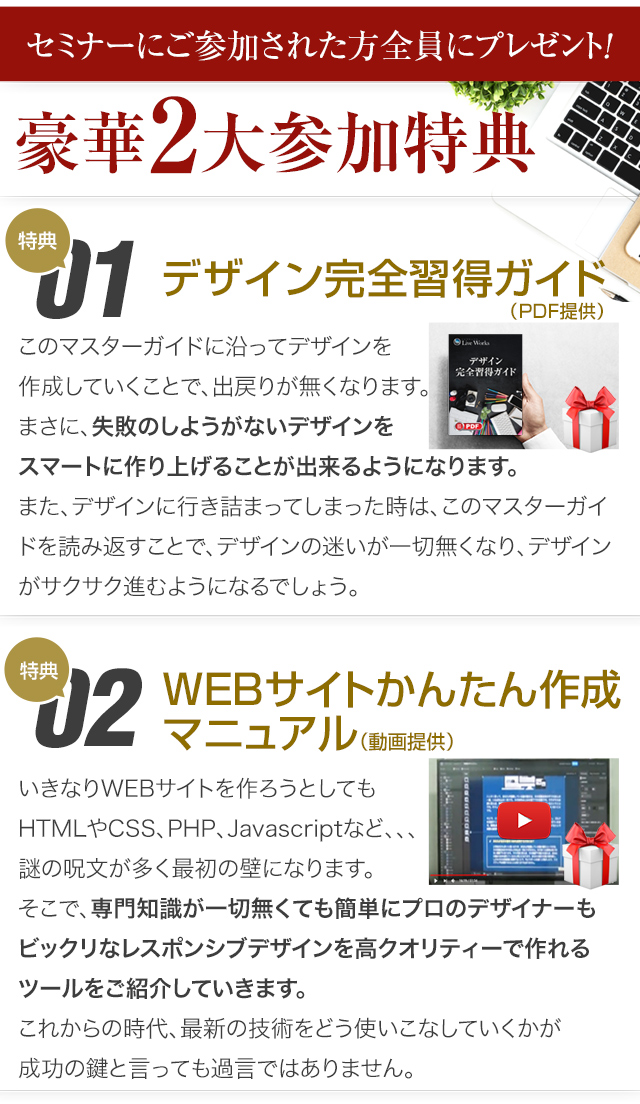 セミナーにご参加された方全員にプレゼント!
豪華2大参加特典
特典
01
デザイン完全習得ガイド
(PDF提供)
このマスターガイドに沿ってデザインを
作成していくことで、出戻りが無くなります。
まさに、失敗のしようがないデザインを
スマートに作り上げることが出来るようになります。
Live Works
デザイン
完全習得ガイド
PDF
また、デザインに行き詰まってしまった時は、このマスターガイ
ドを読み返すことで、デザインの迷いが一切無くなり、デザイン
がサクサク進むようになるでしょう。
特典
02
WEBサイトかんたん作成
マニュアル(動画提供)
いきなりWEBサイトを作ろうとしても
HTMLやCSS、PHP、Javascriptなど、、、
謎の呪文が多く最初の壁になります。
そこで、専門知識が一切無くても簡単にプロのデザイナーも
ビックリなレスポンシブデザインを高クオリティーで作れる
ツールをご紹介していきます。
これからの時代、最新の技術をどう使いこなしていくかが
成功の鍵と言っても過言ではありません。